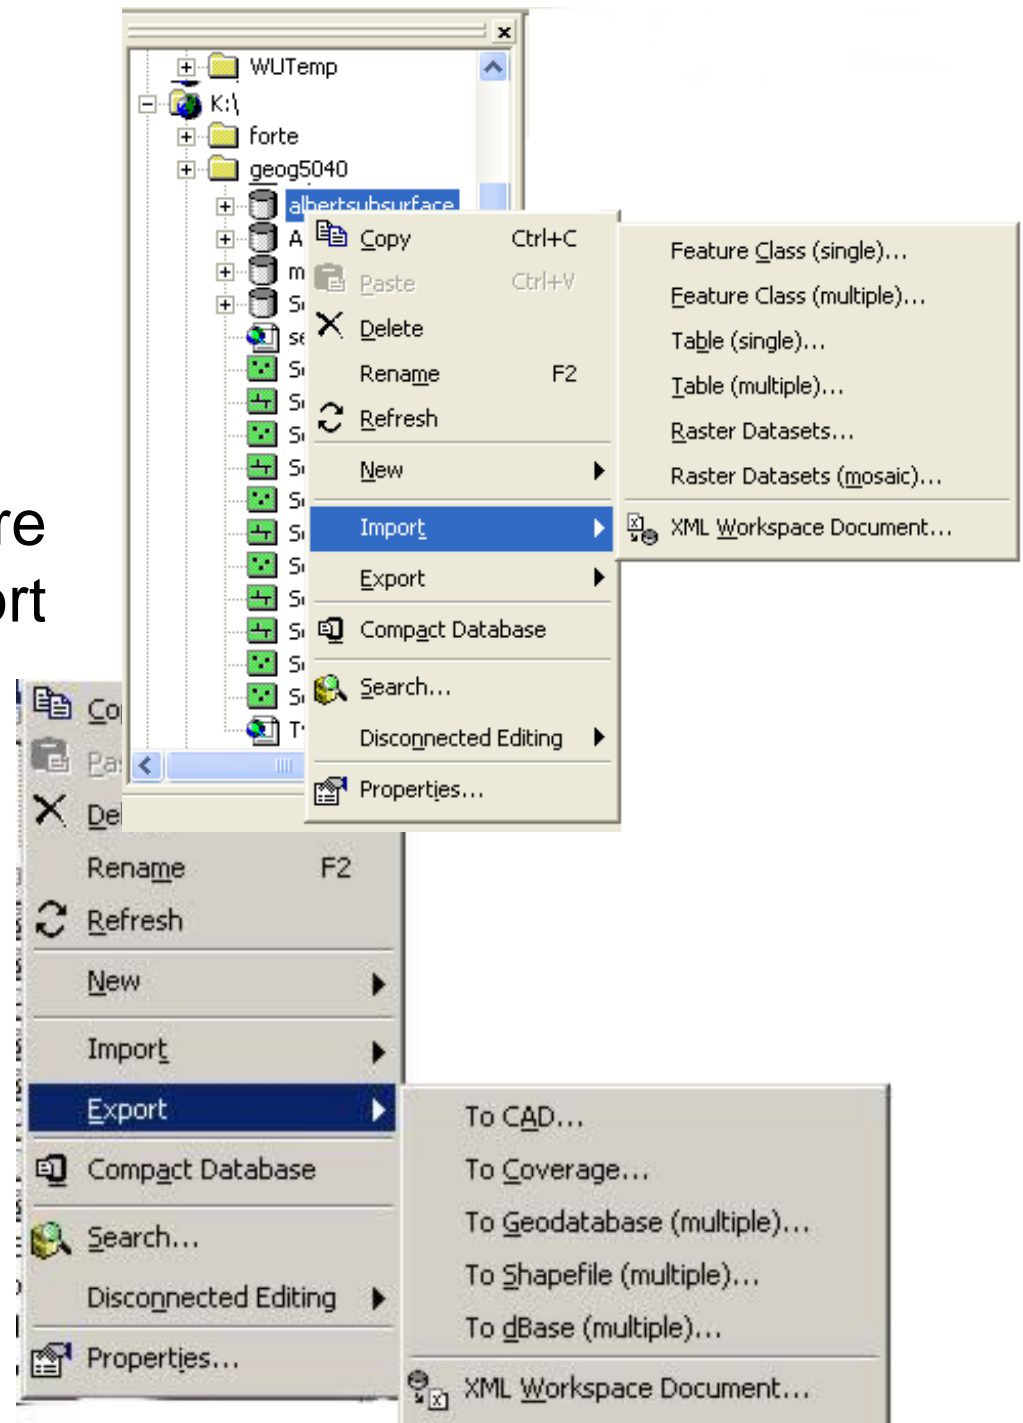 WUTemp
K:\
forte
geog5040
albertsubsurface
Copy Ctrl+C
Paste Ctrl+V
Delete
Rename F2
Refresh
New
Import
Export
Compact Database
Search...
Disconnected Editing
Properties...
Feature Class (single)...
Feature Class (multiple)...
Table (single)...
Table (multiple)...
Raster Datasets...
Raster Datasets (mosaic)...
XML Workspace Document...
Rename F2
Refresh
New
Import
Export
Compact Database
Search...
Disconnected Editing
Properties...
To CAD...
To Coverage...
To Geodatabase (multiple)...
To Shapefile (multiple)...
To dBase (multiple)...
XML Workspace Document...